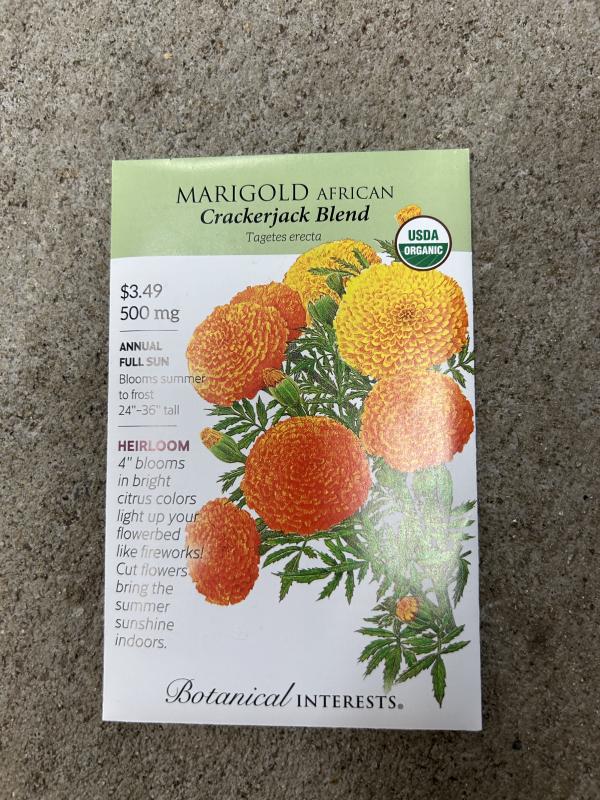 MARIGOLD AFRICAN
Crackerjack Blend
Tagetes erecta
USDA
ORGANIC
$3.49
500 mg
ANNUAL
FULL SUN
Blooms summer
to frost
24"–36" tall
HEIRLOOM
4" blooms
in bright
citrus colors
light up your
flowerbed
like fireworks!
Cut flowers
bring the
summer
sunshine
indoors.
Botanical INTERESTS®